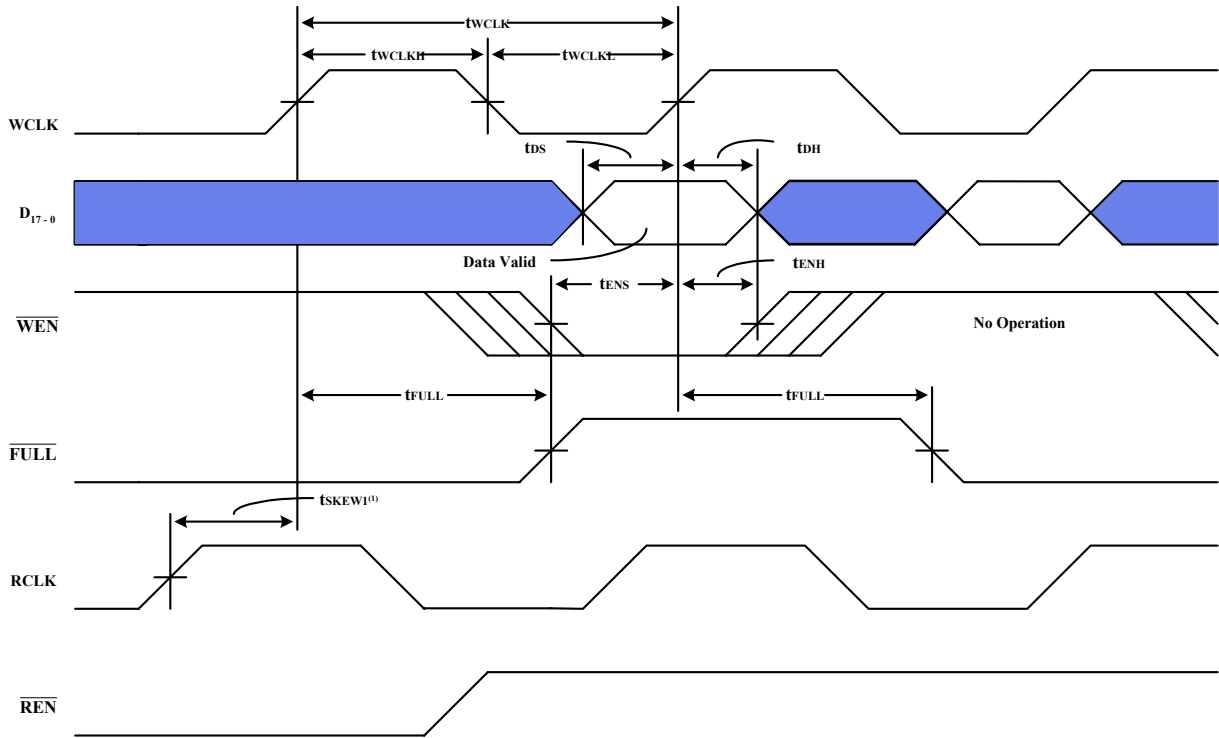 tWCLK
tWCLKH tWCLKL
WCLK
tDS tDH
D17 - 0
Data Valid tENH
tENS
WEN No Operation
tFULL tFULL
FULL
tSKEW1(1)
RCLK
REN